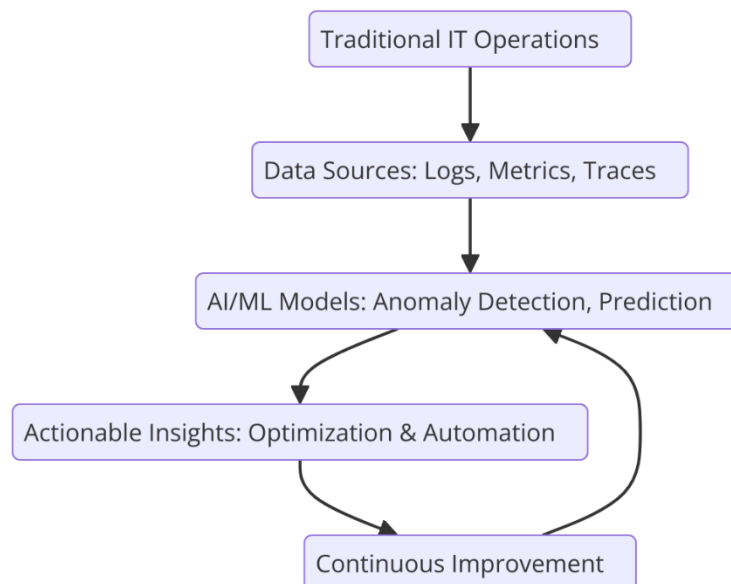 Traditional IT Operations
Data Sources: Logs, Metrics, Traces
AI/ML Models: Anomaly Detection, Prediction
Actionable Insights: Optimization & Automation
Continuous Improvement